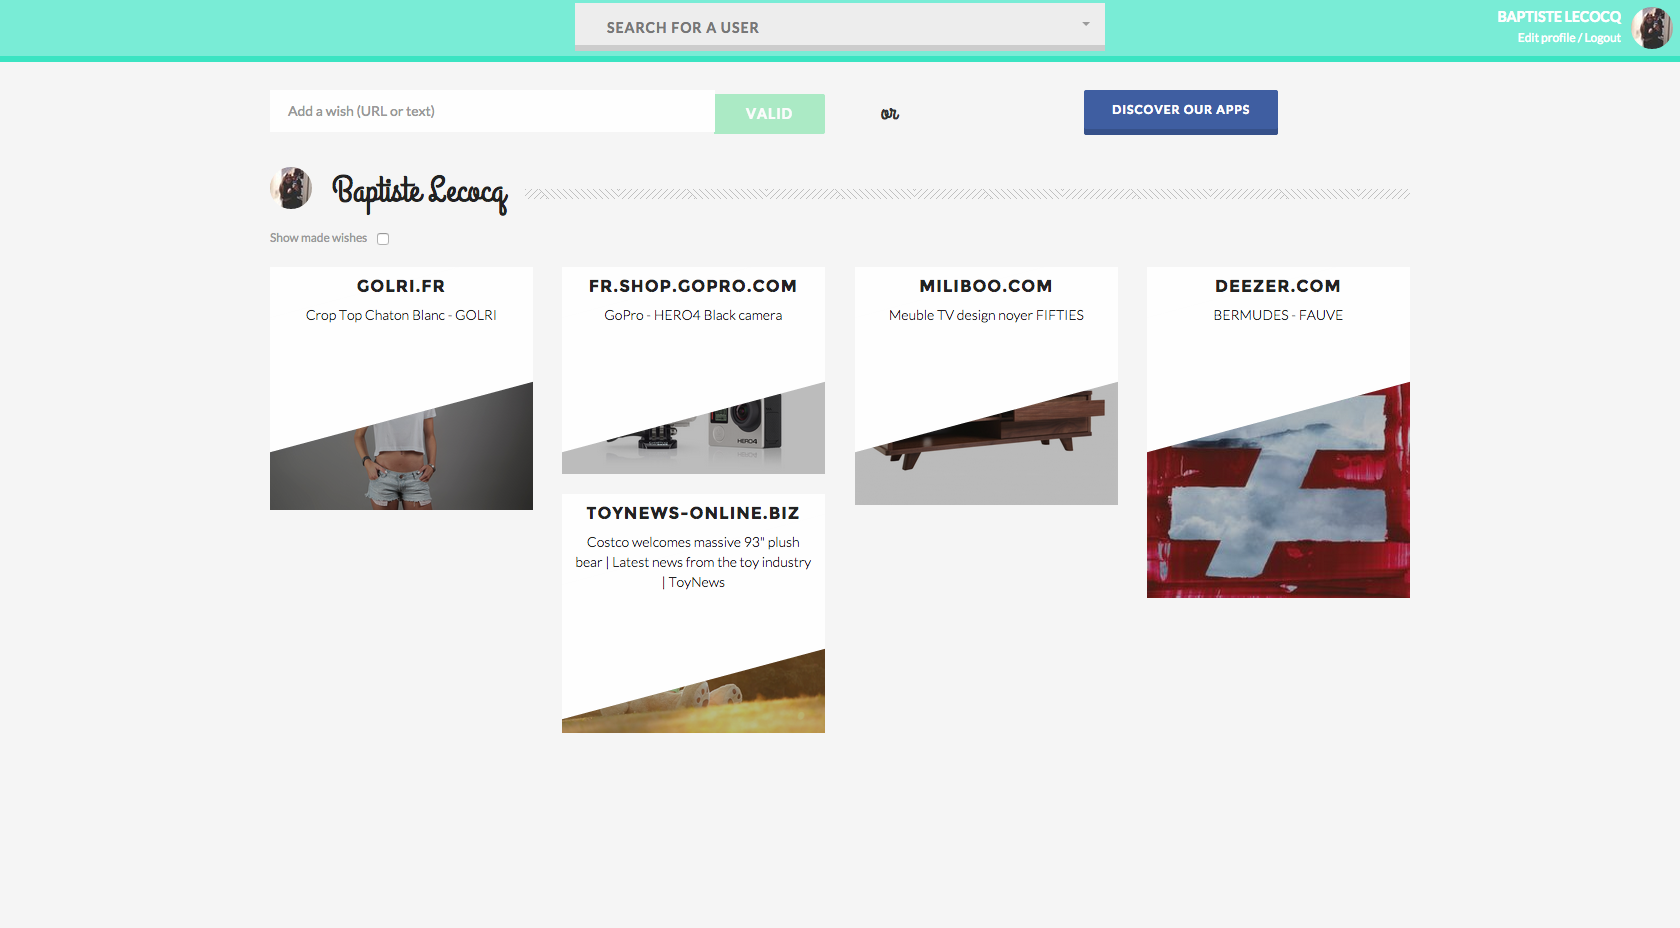 SEARCH FOR A USER
BAPTISTE LECOCQ
Edit profile / Logout
Add a wish (URL or text)
VALID
or
DISCOVER OUR APPS
Baptiste Lecocq
Show made wishes
GOLRI.FR
Crop Top Chaton Blanc - GOLRI
FR.SHOP.GOPRO.COM
GoPro - HERO4 Black camera
HERO4
MILIBOO.COM
Meuble TV design noyer FIFTIES
DEEZER.COM
BERMUDES - FAUVE
TOYNEWS-ONLINE.BIZ
Costco welcomes massive 93" plush
bear | Latest news from the toy industry
| ToyNews